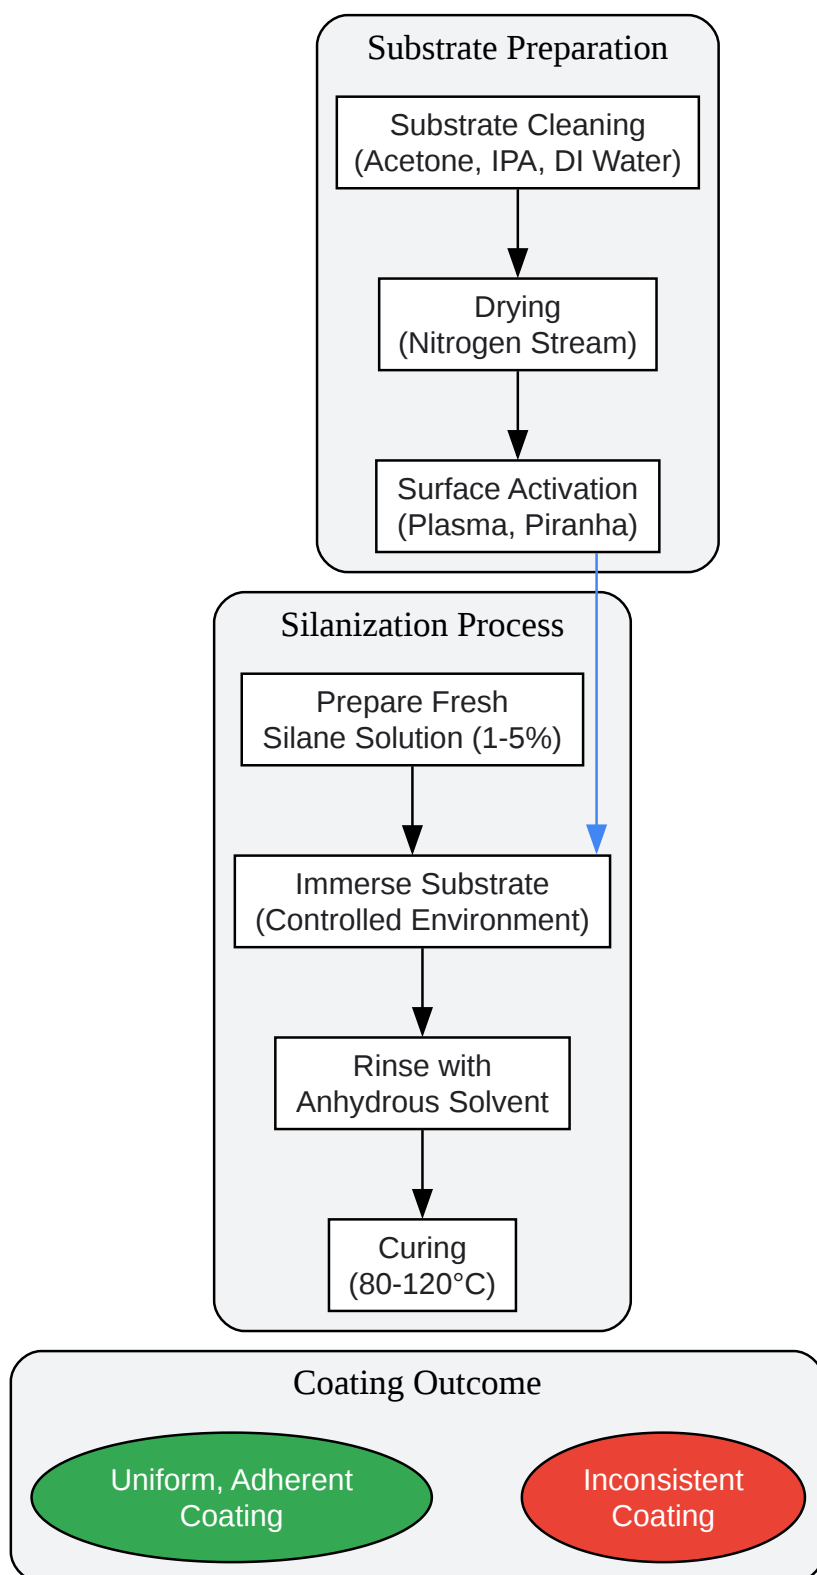 Substrate Preparation
Substrate Cleaning
(Acetone, IPA, DI Water)
Drying
(Nitrogen Stream)
Surface Activation
(Plasma, Piranha)
Silanization Process
Prepare Fresh
Silane Solution (1-5%)
Immerse Substrate
(Controlled Environment)
Rinse with
Anhydrous Solvent
Curing
(80-120°C)
Coating Outcome
Uniform, Adherent
Coating
Inconsistent
Coating